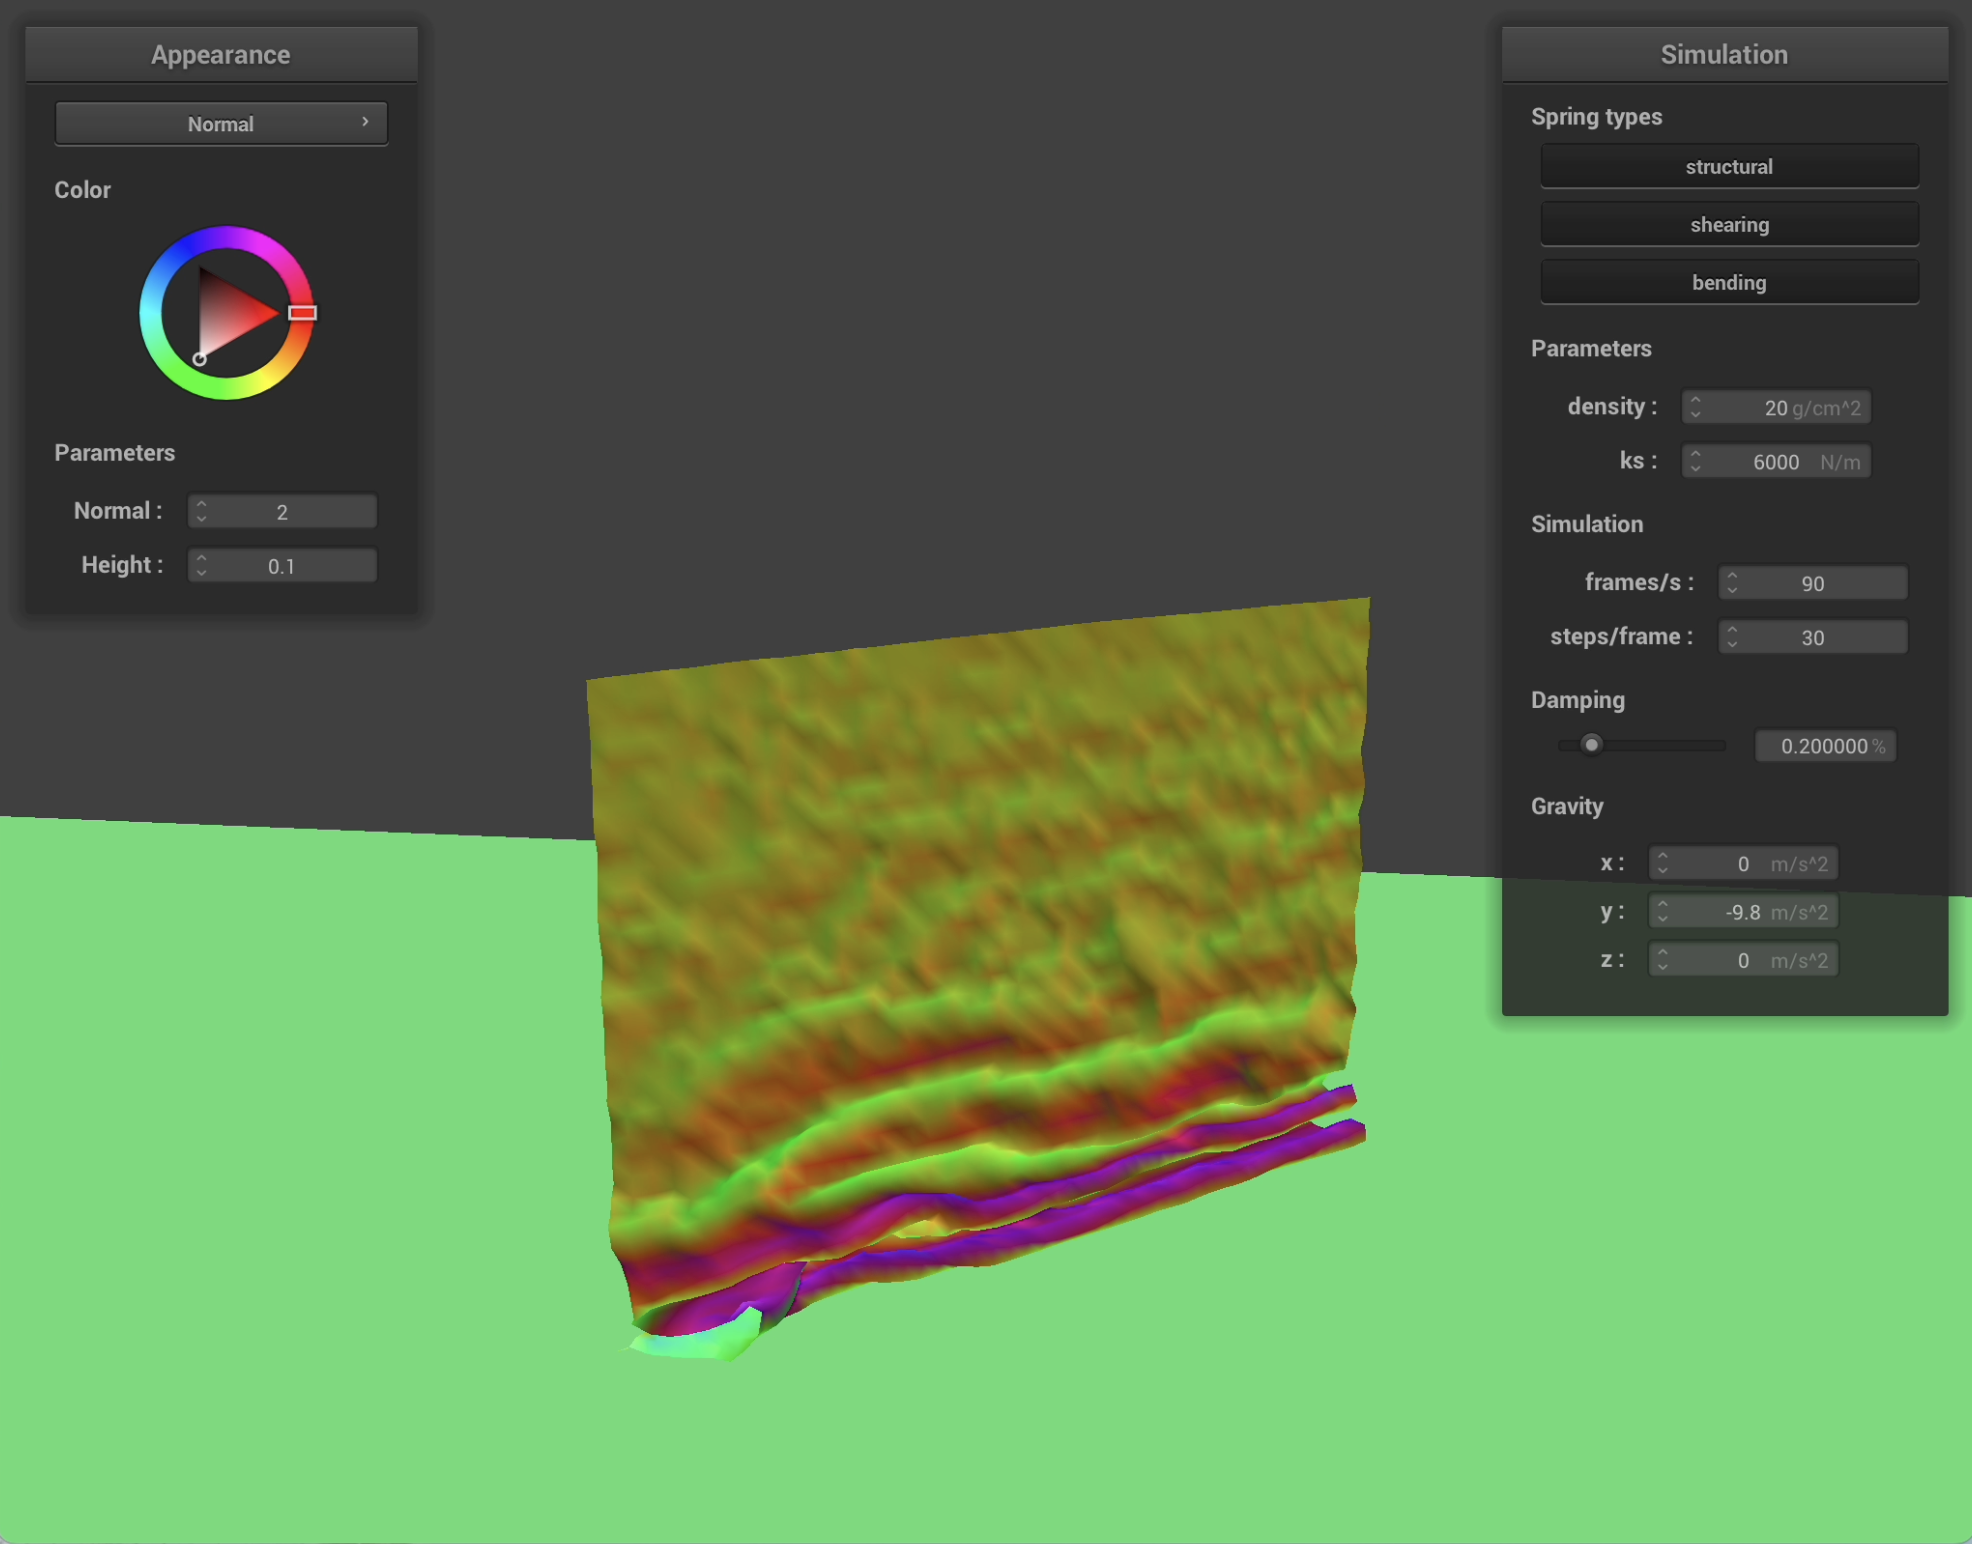 Appearance
Normal
Color
Parameters
Normal : 2
Height : 0.1
Simulation
Spring types
structural
shearing
bending
Parameters
density : 20 g/cm^2
ks : 6000 N/m
Simulation
frames/s : 90
steps/frame : 30
Damping
0.200000 %
Gravity
x : 0 m/s^2
y : -9.8 m/s^2
z : 0 m/s^2